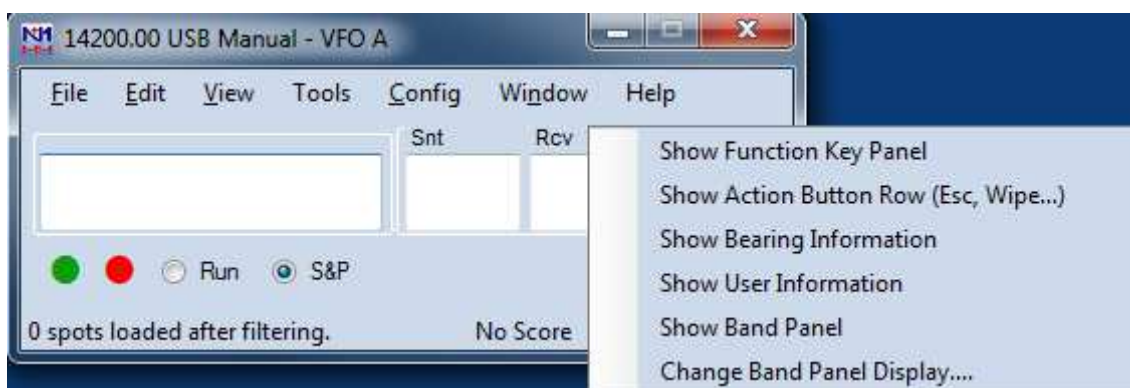 N1MM 14200.00 USB Manual - VFO A
File Edit View Tools Config Window Help
Snt Rcv
Show Function Key Panel
Show Action Button Row (Esc, Wipe...)
Show Bearing Information
Run S&P
Show User Information
0 spots loaded after filtering. No Score
Show Band Panel
Change Band Panel Display....